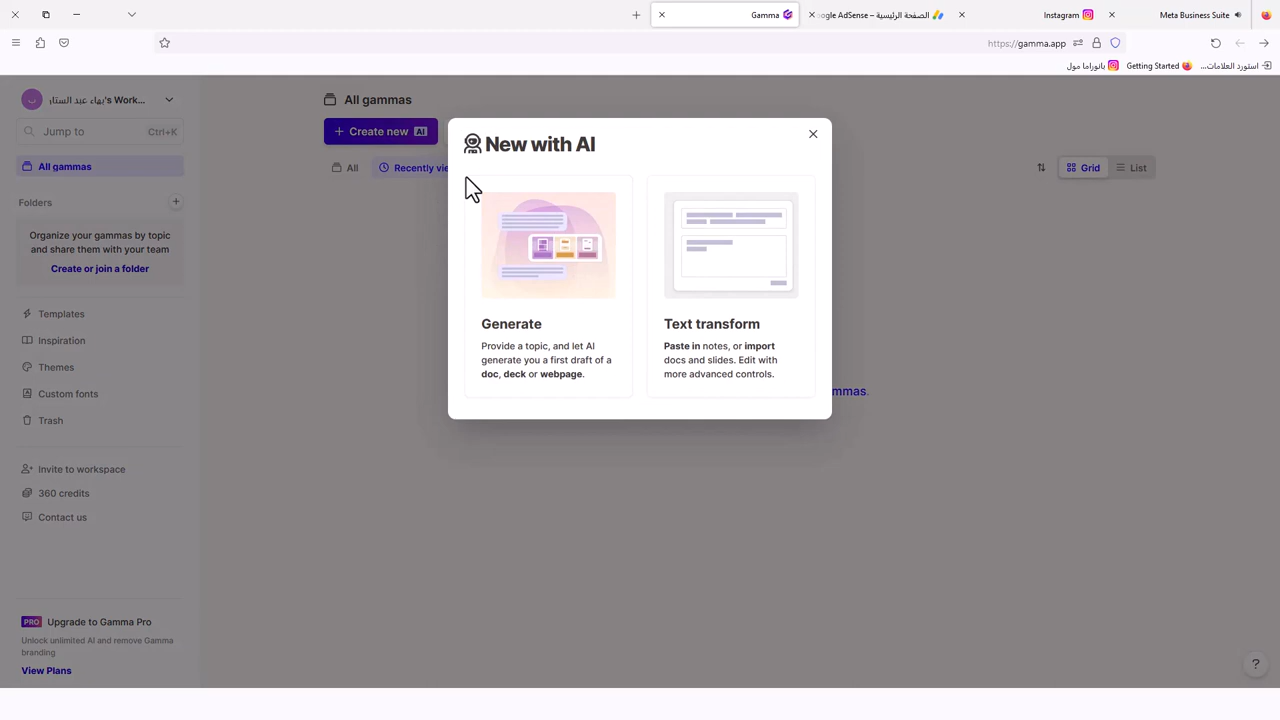 Gamma
الصفحة الرئيسية – Google AdSense
Instagram
Meta Business Suite
https://gamma.app
بانوراما مول
Getting Started
استورد العلامات...
ب
بهاء عبد الستار's Work...
Jump to
Ctrl+K
All gammas
Folders
Organize your gammas by topic
and share them with your team
Create or join a folder
Templates
Inspiration
Themes
Custom fonts
Trash
Invite to workspace
360 credits
Contact us
PRO Upgrade to Gamma Pro
Unlock unlimited AI and remove Gamma
branding
View Plans
All gammas
+ Create new AI
All
Recently vie
Grid
List
New with AI
Generate
Provide a topic, and let AI
generate you a first draft of a
doc, deck or webpage.
Text transform
Paste in notes, or import
docs and slides. Edit with
more advanced controls.
mmas.
?